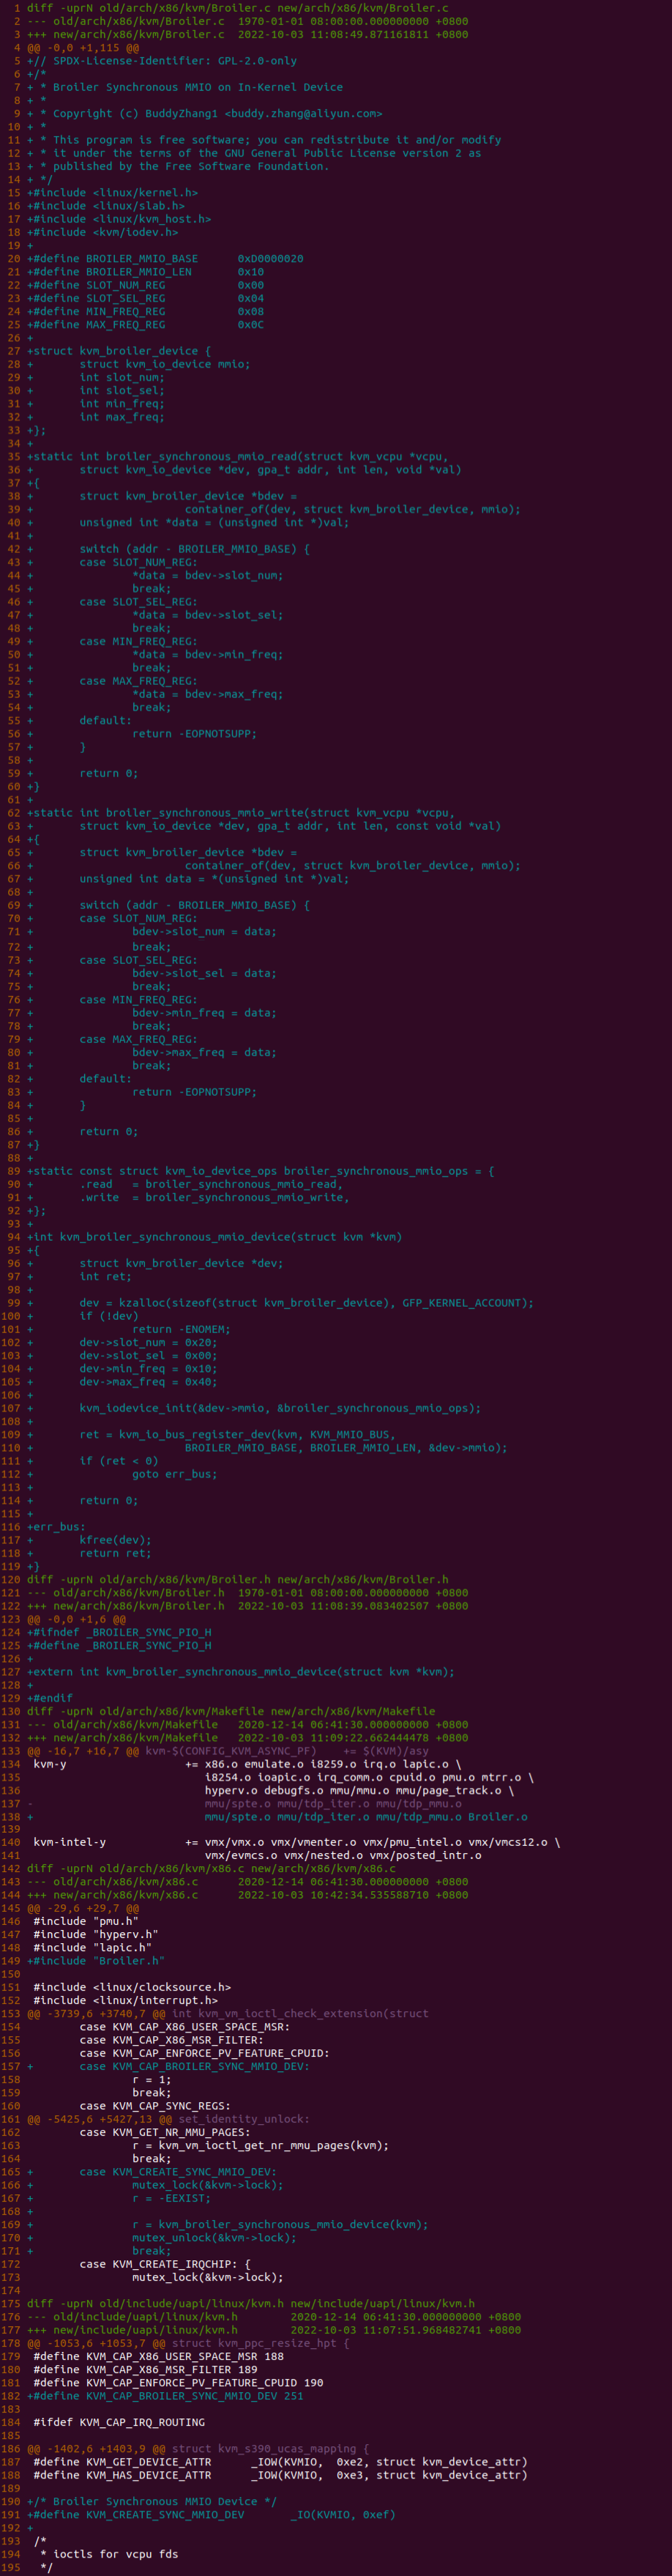 1 diff -uprN old/arch/x86/kvm/Broiler.c new/arch/x86/kvm/Broiler.c
2 --- old/arch/x86/kvm/Broiler.c  1970-01-01 08:00:00.000000000 +0800
3 +++ new/arch/x86/kvm/Broiler.c  2022-10-03 11:08:49.871161811 +0800
4 @@ -0,0 +1,115 @@
5 +// SPDX-License-Identifier: GPL-2.0-only
6 +/*
7 + * Broiler Synchronous MMIO on In-Kernel Device
8 + *
9 + * Copyright (c) BuddyZhang1 <buddy.zhang@aliyun.com>
10 + *
11 + * This program is free software; you can redistribute it and/or modify
12 + * it under the terms of the GNU General Public License version 2 as
13 + * published by the Free Software Foundation.
14 + */
15 +#include <linux/kernel.h>
16 +#include <linux/slab.h>
17 +#include <linux/kvm_host.h>
18 +#include <kvm/iodev.h>
19 +
20 +#define BROILER_MMIO_BASE      0xD0000020
21 +#define BROILER_MMIO_LEN       0x10
22 +#define SLOT_NUM_REG           0x00
23 +#define SLOT_SEL_REG           0x04
24 +#define MIN_FREQ_REG           0x08
25 +#define MAX_FREQ_REG           0x0C
26 +
27 +struct kvm_broiler_device {
28 +       struct kvm_io_device mmio;
29 +       int slot_num;
30 +       int slot_sel;
31 +       int min_freq;
32 +       int max_freq;
33 +};
34 +
35 +static int broiler_synchronous_mmio_read(struct kvm_vcpu *vcpu,
36 +       struct kvm_io_device *dev, gpa_t addr, int len, void *val)
37 +{
38 +       struct kvm_broiler_device *bdev =
39 +                       container_of(dev, struct kvm_broiler_device, mmio);
40 +       unsigned int *data = (unsigned int *)val;
41 +
42 +       switch (addr - BROILER_MMIO_BASE) {
43 +       case SLOT_NUM_REG:
44 +               *data = bdev->slot_num;
45 +               break;
46 +       case SLOT_SEL_REG:
47 +               *data = bdev->slot_sel;
48 +               break;
49 +       case MIN_FREQ_REG:
50 +               *data = bdev->min_freq;
51 +               break;
52 +       case MAX_FREQ_REG:
53 +               *data = bdev->max_freq;
54 +               break;
55 +       default:
56 +               return -EOPNOTSUPP;
57 +       }
58 +
59 +       return 0;
60 +}
61 +
62 +static int broiler_synchronous_mmio_write(struct kvm_vcpu *vcpu,
63 +       struct kvm_io_device *dev, gpa_t addr, int len, const void *val)
64 +{
65 +       struct kvm_broiler_device *bdev =
66 +                       container_of(dev, struct kvm_broiler_device, mmio);
67 +       unsigned int data = *(unsigned int *)val;
68 +
69 +       switch (addr - BROILER_MMIO_BASE) {
70 +       case SLOT_NUM_REG:
71 +               bdev->slot_num = data;
72 +               break;
73 +       case SLOT_SEL_REG:
74 +               bdev->slot_sel = data;
75 +               break;
76 +       case MIN_FREQ_REG:
77 +               bdev->min_freq = data;
78 +               break;
79 +       case MAX_FREQ_REG:
80 +               bdev->max_freq = data;
81 +               break;
82 +       default:
83 +               return -EOPNOTSUPP;
84 +       }
85 +
86 +       return 0;
87 +}
88 +
89 +static const struct kvm_io_device_ops broiler_synchronous_mmio_ops = {
90 +       .read   = broiler_synchronous_mmio_read,
91 +       .write  = broiler_synchronous_mmio_write,
92 +};
93 +
94 +int kvm_broiler_synchronous_mmio_device(struct kvm *kvm)
95 +{
96 +       struct kvm_broiler_device *dev;
97 +       int ret;
98 +
99 +       dev = kzalloc(sizeof(struct kvm_broiler_device), GFP_KERNEL_ACCOUNT);
100 +       if (!dev)
101 +               return -ENOMEM;
102 +       dev->slot_num = 0x20;
103 +       dev->slot_sel = 0x00;
104 +       dev->min_freq = 0x10;
105 +       dev->max_freq = 0x40;
106 +
107 +       kvm_iodevice_init(&dev->mmio, &broiler_synchronous_mmio_ops);
108 +
109 +       ret = kvm_io_bus_register_dev(kvm, KVM_MMIO_BUS,
110 +                       BROILER_MMIO_BASE, BROILER_MMIO_LEN, &dev->mmio);
111 +       if (ret < 0)
112 +               goto err_bus;
113 +
114 +       return 0;
115 +
116 +err_bus:
117 +       kfree(dev);
118 +       return ret;
119 +}
120 diff -uprN old/arch/x86/kvm/Broiler.h new/arch/x86/kvm/Broiler.h
121 --- old/arch/x86/kvm/Broiler.h  1970-01-01 08:00:00.000000000 +0800
122 +++ new/arch/x86/kvm/Broiler.h  2022-10-03 11:08:39.083402507 +0800
123 @@ -0,0 +1,6 @@
124 +#ifndef _BROILER_SYNC_PIO_H
125 +#define _BROILER_SYNC_PIO_H
126 +
127 +extern int kvm_broiler_synchronous_mmio_device(struct kvm *kvm);
128 +
129 +#endif
130 diff -uprN old/arch/x86/kvm/Makefile new/arch/x86/kvm/Makefile
131 --- old/arch/x86/kvm/Makefile   2020-12-14 06:41:30.000000000 +0800
132 +++ new/arch/x86/kvm/Makefile   2022-10-03 11:09:22.662444478 +0800
133 @@ -16,7 +16,7 @@ kvm-$(CONFIG_KVM_ASYNC_PF)    += $(KVM)/asy
134  kvm-y                  += x86.o emulate.o i8259.o irq.o lapic.o \
135                            i8254.o ioapic.o irq_comm.o cpuid.o pmu.o mtrr.o \
136                            hyperv.o debugfs.o mmu/mmu.o mmu/page_track.o \
137 -                          mmu/spte.o mmu/tdp_iter.o mmu/tdp_mmu.o
138 +                          mmu/spte.o mmu/tdp_iter.o mmu/tdp_mmu.o Broiler.o
139
140  kvm-intel-y            += vmx/vmx.o vmx/vmenter.o vmx/pmu_intel.o vmx/vmcs12.o \
141                            vmx/evmcs.o vmx/nested.o vmx/posted_intr.o
142 diff -uprN old/arch/x86/kvm/x86.c new/arch/x86/kvm/x86.c
143 --- old/arch/x86/kvm/x86.c      2020-12-14 06:41:30.000000000 +0800
144 +++ new/arch/x86/kvm/x86.c      2022-10-03 10:42:34.535588710 +0800
145 @@ -29,6 +29,7 @@
146  #include "pmu.h"
147  #include "hyperv.h"
148  #include "lapic.h"
149 +#include "Broiler.h"
150
151  #include <linux/clocksource.h>
152  #include <linux/interrupt.h>
153 @@ -3739,6 +3740,7 @@ int kvm_vm_ioctl_check_extension(struct
154         case KVM_CAP_X86_USER_SPACE_MSR:
155         case KVM_CAP_X86_MSR_FILTER:
156         case KVM_CAP_ENFORCE_PV_FEATURE_CPUID:
157 +       case KVM_CAP_BROILER_SYNC_MMIO_DEV:
158                 r = 1;
159                 break;
160         case KVM_CAP_SYNC_REGS:
161 @@ -5425,6 +5427,13 @@ set_identity_unlock:
162         case KVM_GET_NR_MMU_PAGES:
163                 r = kvm_vm_ioctl_get_nr_mmu_pages(kvm);
164                 break;
165 +       case KVM_CREATE_SYNC_MMIO_DEV:
166 +               mutex_lock(&kvm->lock);
167 +               r = -EEXIST;
168 +
169 +               r = kvm_broiler_synchronous_mmio_device(kvm);
170 +               mutex_unlock(&kvm->lock);
171 +               break;
172         case KVM_CREATE_IRQCHIP: {
173                 mutex_lock(&kvm->lock);
174
175 diff -uprN old/include/uapi/linux/kvm.h new/include/uapi/linux/kvm.h
176 --- old/include/uapi/linux/kvm.h        2020-12-14 06:41:30.000000000 +0800
177 +++ new/include/uapi/linux/kvm.h        2022-10-03 11:07:51.968482741 +0800
178 @@ -1053,6 +1053,7 @@ struct kvm_ppc_resize_hpt {
179  #define KVM_CAP_X86_USER_SPACE_MSR 188
180  #define KVM_CAP_X86_MSR_FILTER 189
181  #define KVM_CAP_ENFORCE_PV_FEATURE_CPUID 190
182 +#define KVM_CAP_BROILER_SYNC_MMIO_DEV 251
183
184  #ifdef KVM_CAP_IRQ_ROUTING
185
186 @@ -1402,6 +1403,9 @@ struct kvm_s390_ucas_mapping {
187  #define KVM_GET_DEVICE_ATTR      _IOW(KVMIO,  0xe2, struct kvm_device_attr)
188  #define KVM_HAS_DEVICE_ATTR      _IOW(KVMIO,  0xe3, struct kvm_device_attr)
189
190 +/* Broiler Synchronous MMIO Device */
191 +#define KVM_CREATE_SYNC_MMIO_DEV       _IO(KVMIO, 0xef)
192 +
193  /*
194   * ioctls for vcpu fds
195   */